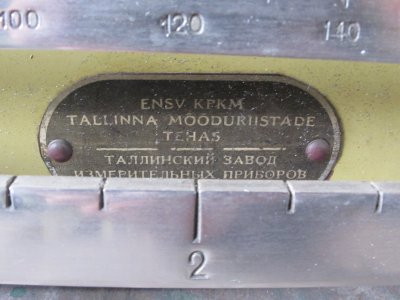 100 120 140
ENSV KPKM
TALLINNA MÕÕDURIISTADE
TEHAS
ТАЛЛИНСКИЙ ЗАВОД
ИЗМЕРИТЕЛЬНЫХ ПРИБОРОВ
2